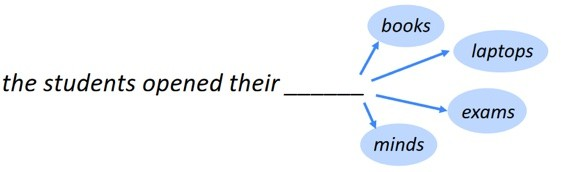 books
laptops
the students opened their ______
exams
minds